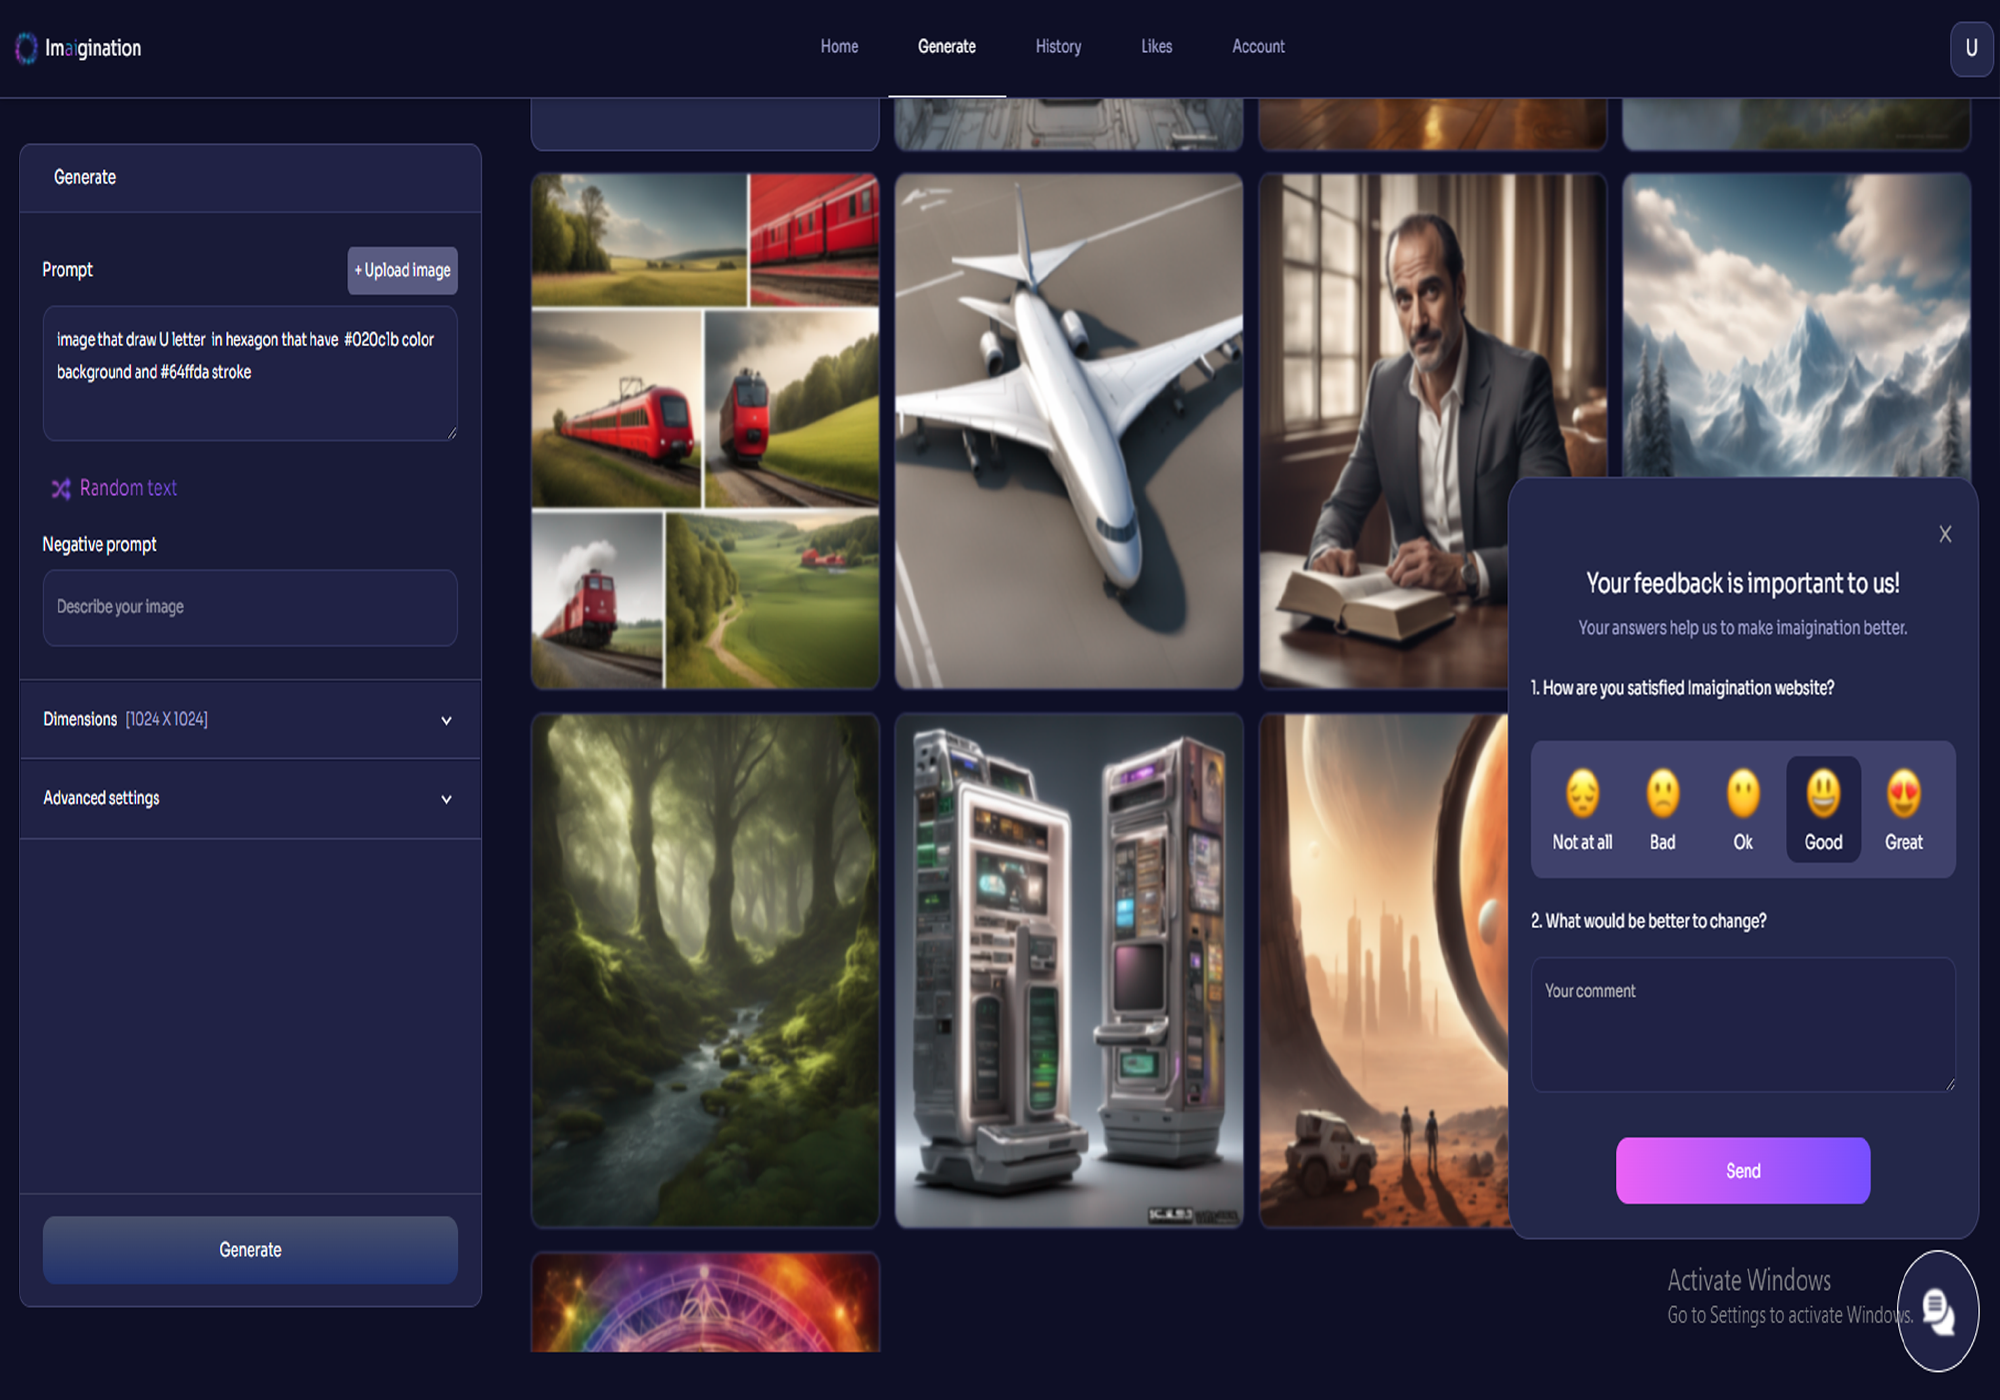 Imaigination
Home
Generate
History
Likes
Account
U
Generate
Prompt
+ Upload image
image that draw U letter in hexagon that have #020c1b color
background and #64ffda stroke
Random text
Negative prompt
Describe your image
Dimensions [1024 X 1024]
Advanced settings
Generate
X
Your feedback is important to us!
Your answers help us to make imaigination better.
1. How are you satisfied Imaigination website?
Not at all
Bad
Ok
Good
Great
2. What would be better to change?
Your comment
Send
Activate Windows
Go to Settings to activate Windows.